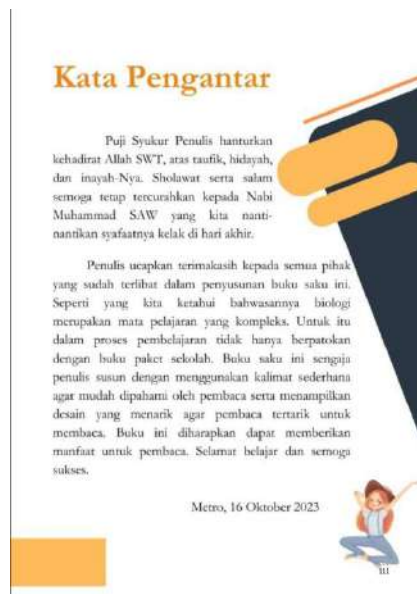 Kata Pengantar
Puji Syukur Penulis hanturkan
kehadirat Allah SWT, atas taufik, hidayah,
dan inayah-Nya. Sholawat serta salam
semoga tetap tercurahkan kepada Nabi
Muhammad SAW yang kita nanti-
nantikan syafaatnya kelak di hari akhir.
Penulis ucapkan terimakasih kepada semua pihak
yang sudah terlibat dalam penyusunan buku saku ini.
Seperti yang kita ketahui bahwasannya biologi
merupakan mata pelajaran yang kompleks. Untuk itu
dalam proses pembelajaran tidak hanya berpatokan
dengan buku paket sekolah. Buku saku ini sengaja
penulis susun dengan menggunakan kalimat sederhana
agar mudah dipahami oleh pembaca serta menampilkan
desain yang menarik agar pembaca tertarik untuk
membaca. Buku ini diharapkan dapat memberikan
manfaat untuk pembaca. Selamat belajar dan semoga
sukses.
Metro, 16 Oktober 2023
iii